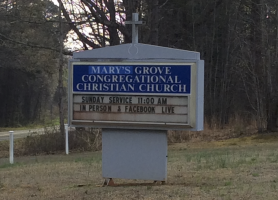 MARY'S GROVE
CONGREGATIONAL
CHRISTIAN CHURCH
SUNDAY SERVICE 11:00 AM
IN PERSON & FACEBOOK LIVE